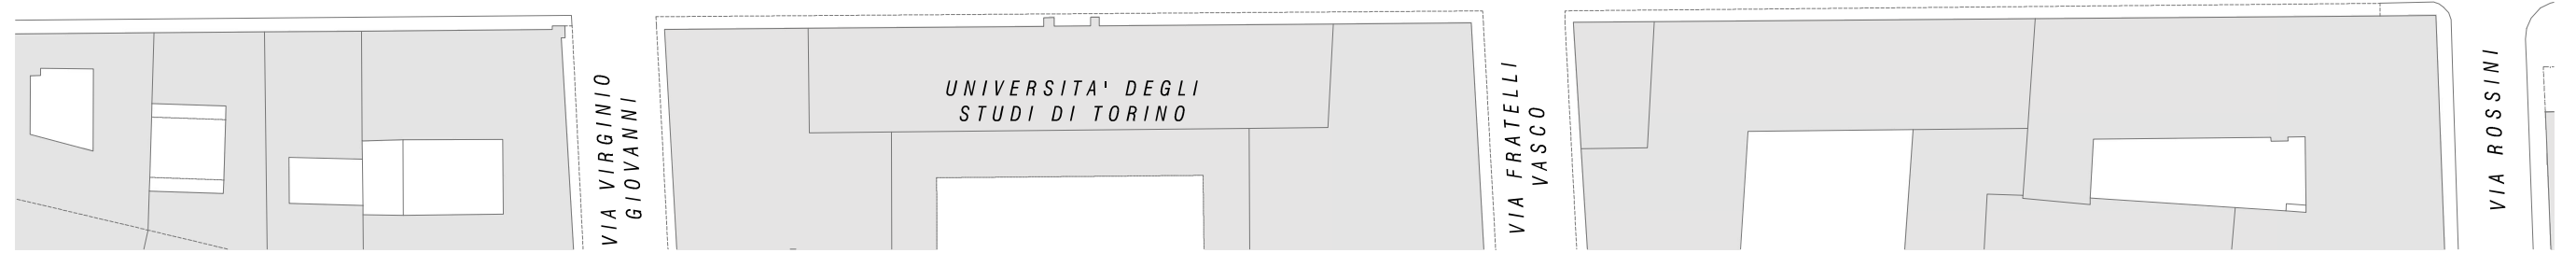 VIA VIRGINIO
GIOVANNI
UNIVERSITA' DEGLI
STUDI DI TORINO
VIA FRATELLI
VASCO
VIA ROSSINI